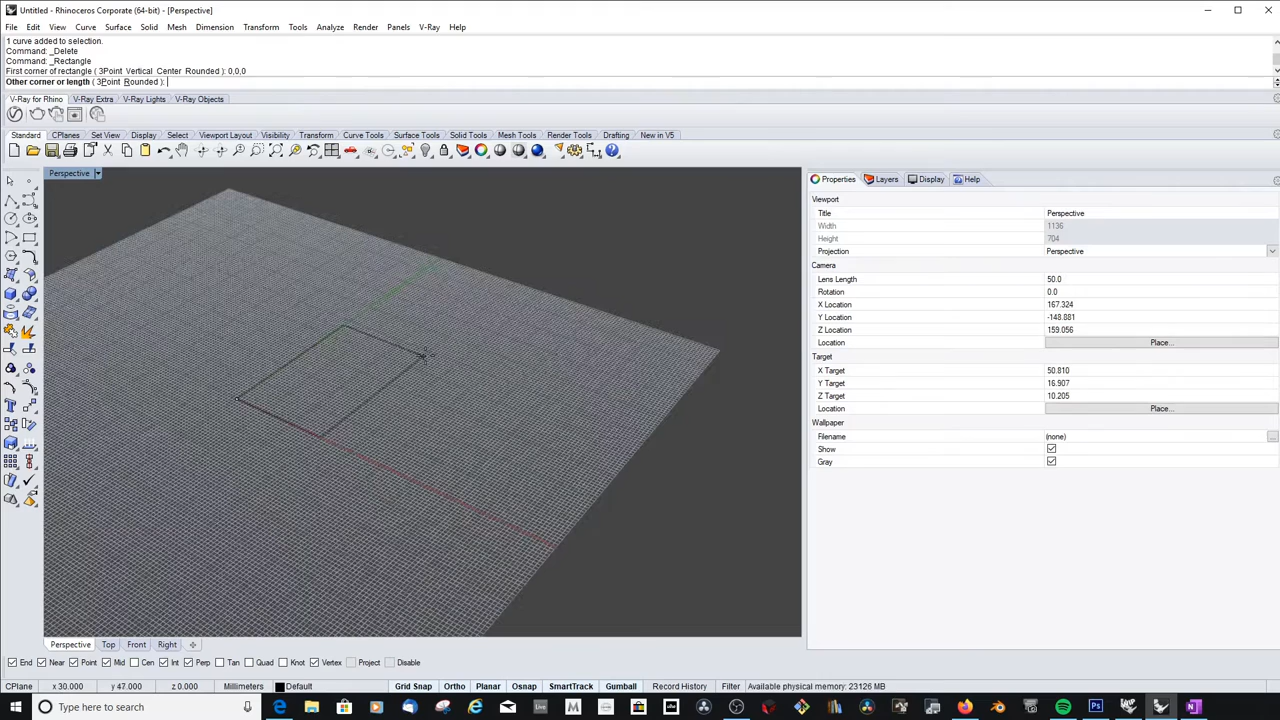 Untitled - Rhinoceros Corporate (64-bit) - [Perspective]
File Edit View Curve Surface Solid Mesh Dimension Transform Tools Analyze Render Panels V-Ray Help
1 curve added to selection.
Command: _Delete
Command: _Rectangle
First corner of rectangle ( 3Point Vertical Center Rounded ): 0,0,0
Other corner or length ( 3Point Rounded ):
V-Ray for Rhino V-Ray Extra V-Ray Lights V-Ray Objects
Standard CPlanes Set View Display Select Viewport Layout Visibility Transform Curve Tools Surface Tools Solid Tools Mesh Tools Render Tools Drafting New in V5
Perspective
Properties Layers Display Help
Viewport
Title Perspective
Width 1136
Height 704
Projection Perspective
Camera
Lens Length 50.0
Rotation 0.0
X Location 167.324
Y Location -148.881
Z Location 159.056
Location Place...
Target
X Target 50.810
Y Target 16.907
Z Target 10.205
Location Place...
Wallpaper
Filename (none) ...
Show
Gray
Perspective Top Front Right
End Near Point Mid Cen Int Perp Tan Quad Knot Vertex Project Disable
CPlane x 30.000 y 47.000 z 0.000 Millimeters Default Grid Snap Ortho Planar Osnap SmartTrack Gumball Record History Filter Available physical memory: 23126 MB
Type here to search